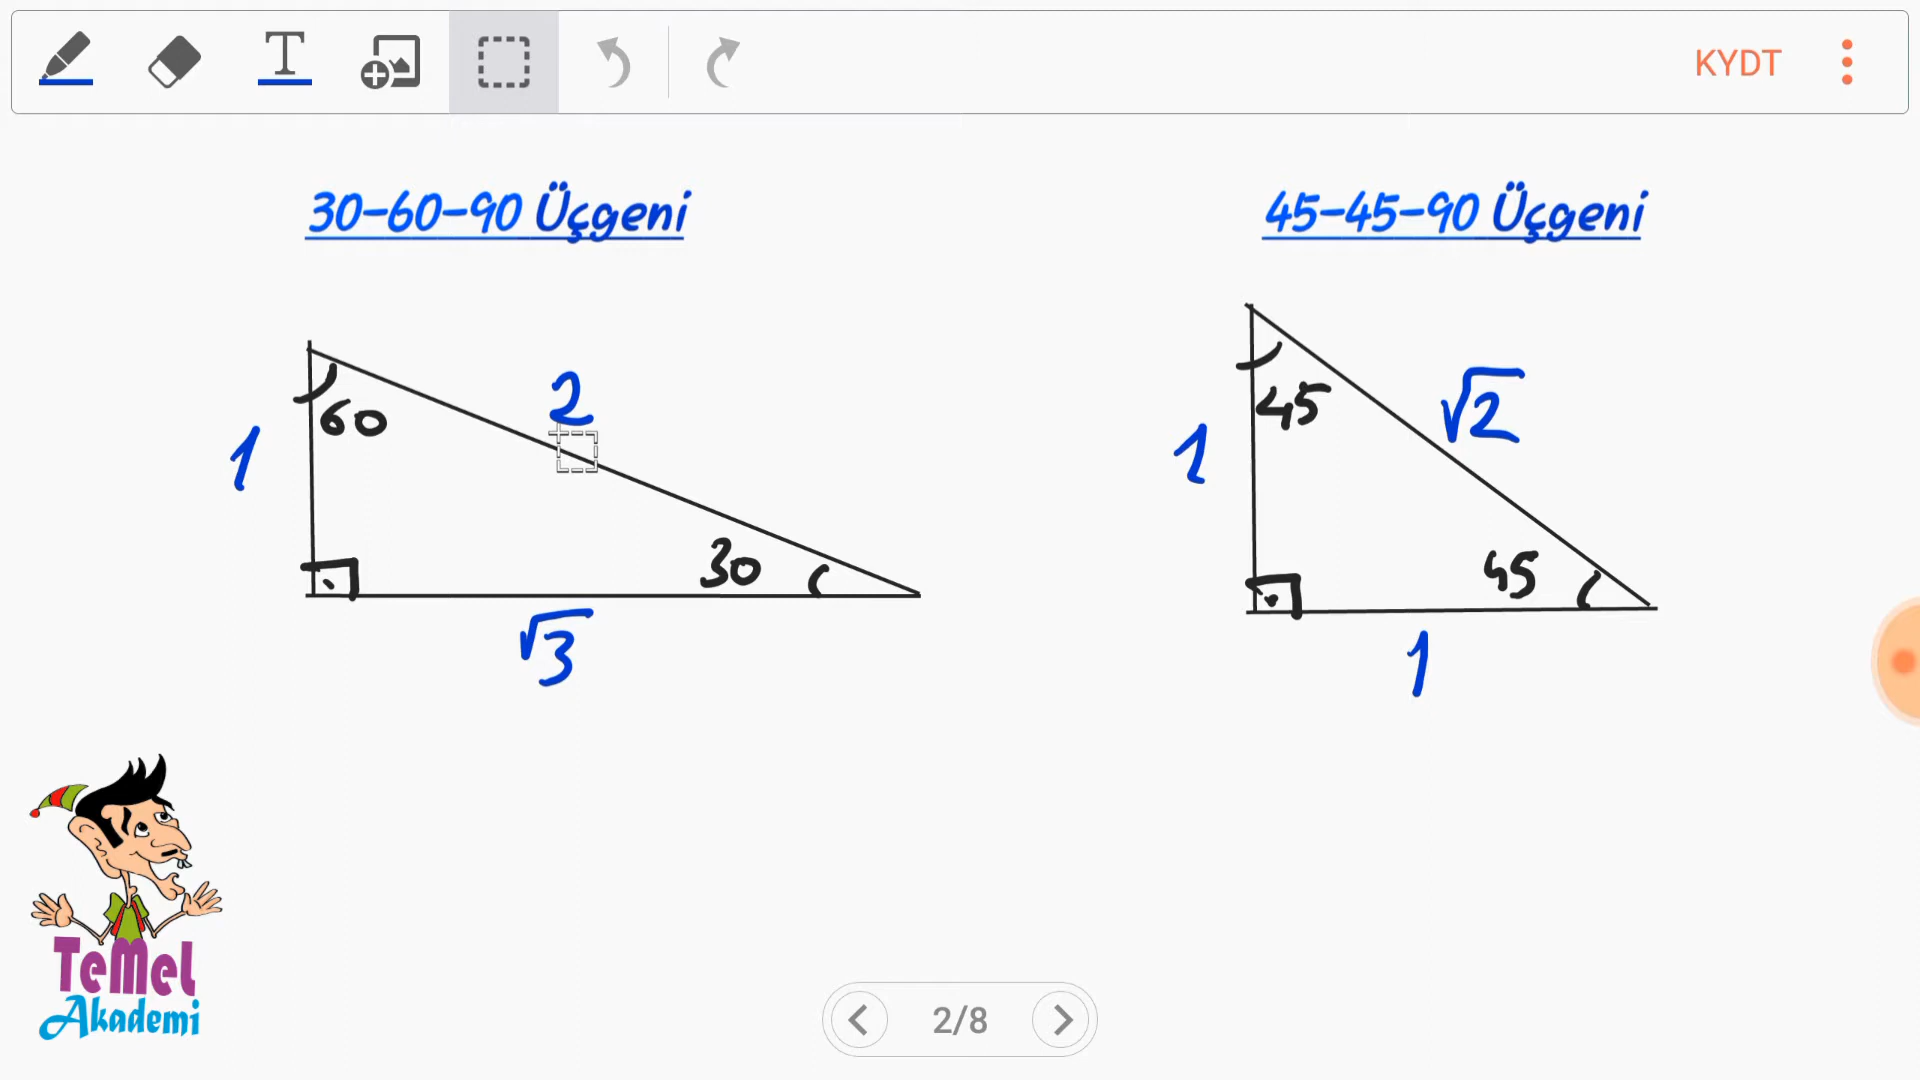 T
KYDT
30-60-90 Üçgeni
45-45-90 Üçgeni
60
2
1
30
√3
45
√2
1
45
1
TeMel
Akademi
2/8